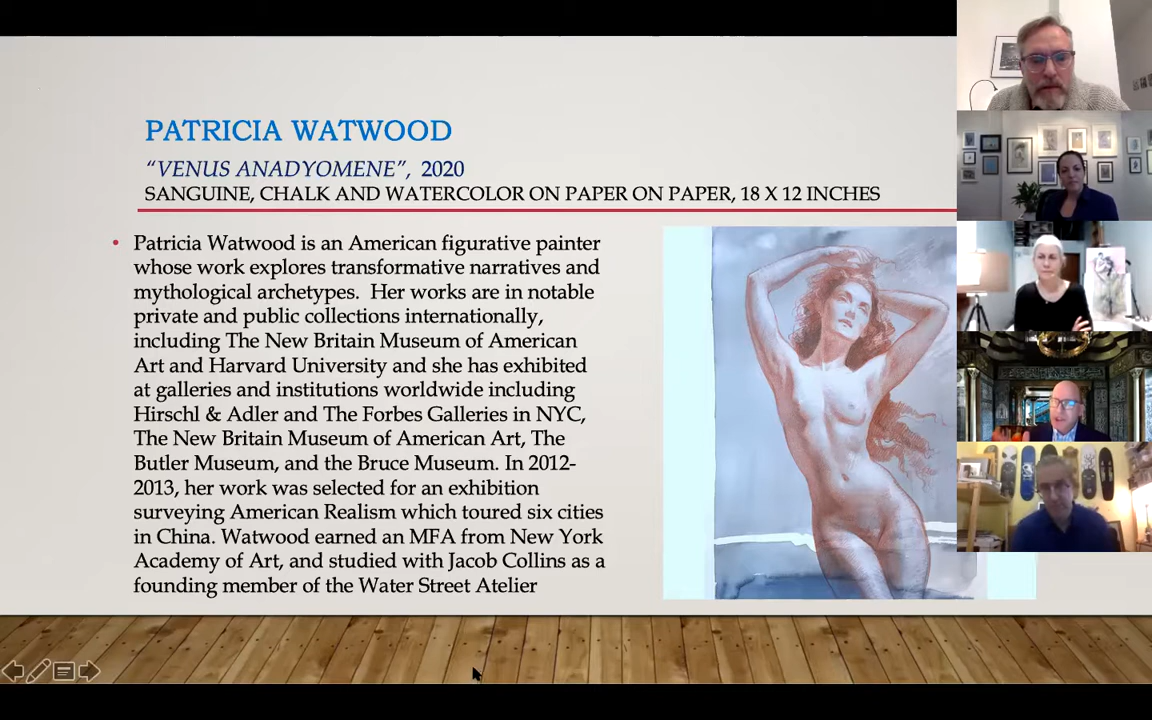 PATRICIA WATWOOD
“VENUS ANADYOMENE”, 2020
SANGUINE, CHALK AND WATERCOLOR ON PAPER ON PAPER, 18 X 12 INCHES
• Patricia Watwood is an American figurative painter
whose work explores transformative narratives and
mythological archetypes.  Her works are in notable
private and public collections internationally,
including The New Britain Museum of American
Art and Harvard University and she has exhibited
at galleries and institutions worldwide including
Hirschl & Adler and The Forbes Galleries in NYC,
The New Britain Museum of American Art, The
Butler Museum, and the Bruce Museum. In 2012-
2013, her work was selected for an exhibition
surveying American Realism which toured six cities
in China. Watwood earned an MFA from New York
Academy of Art, and studied with Jacob Collins as a
founding member of the Water Street Atelier